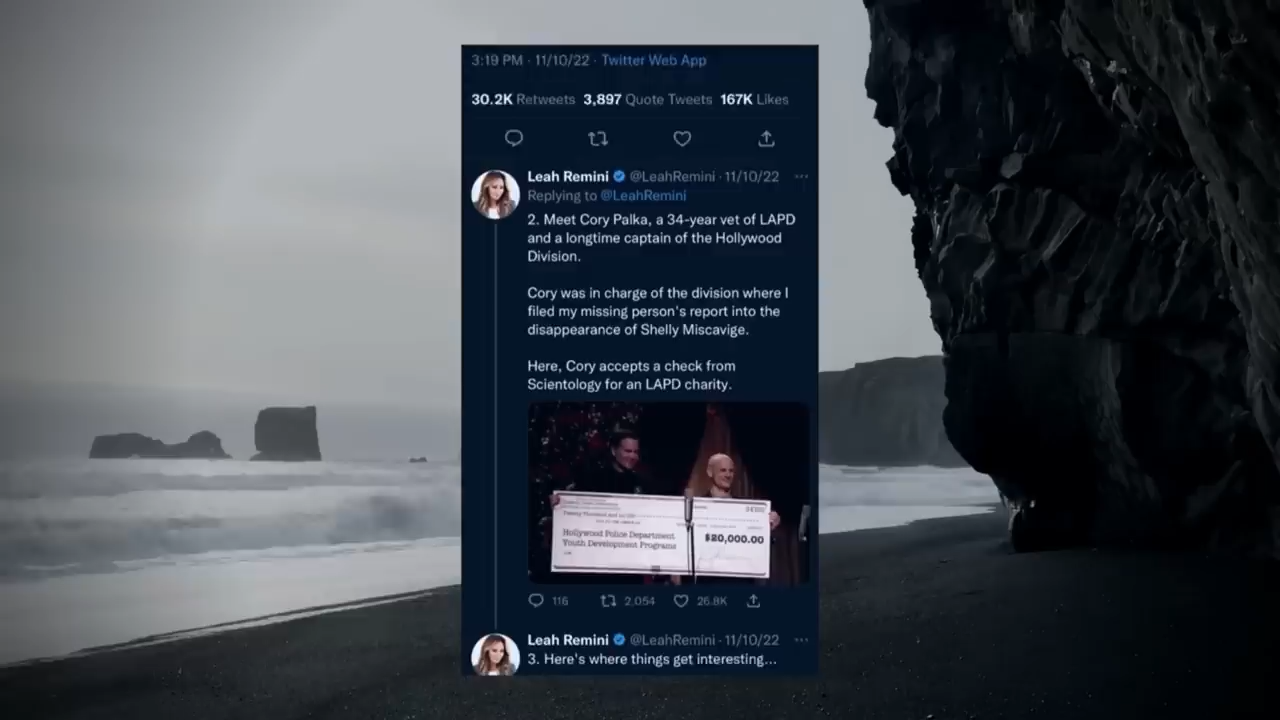 3:19 PM · 11/10/22 · Twitter Web App
30.2K Retweets 3,897 Quote Tweets 167K Likes
Leah Remini @LeahRemini · 11/10/22 ...
Replying to @LeahRemini
2. Meet Cory Palka, a 34-year vet of LAPD
and a longtime captain of the Hollywood
Division.
Cory was in charge of the division where I
filed my missing person's report into the
disappearance of Shelly Miscavige.
Here, Cory accepts a check from
Scientology for an LAPD charity.
Hollywood Police Department
Youth Development Programs
$20,000.00
116 2,054 26.8K
Leah Remini @LeahRemini · 11/10/22 ...
3. Here's where things get interesting...